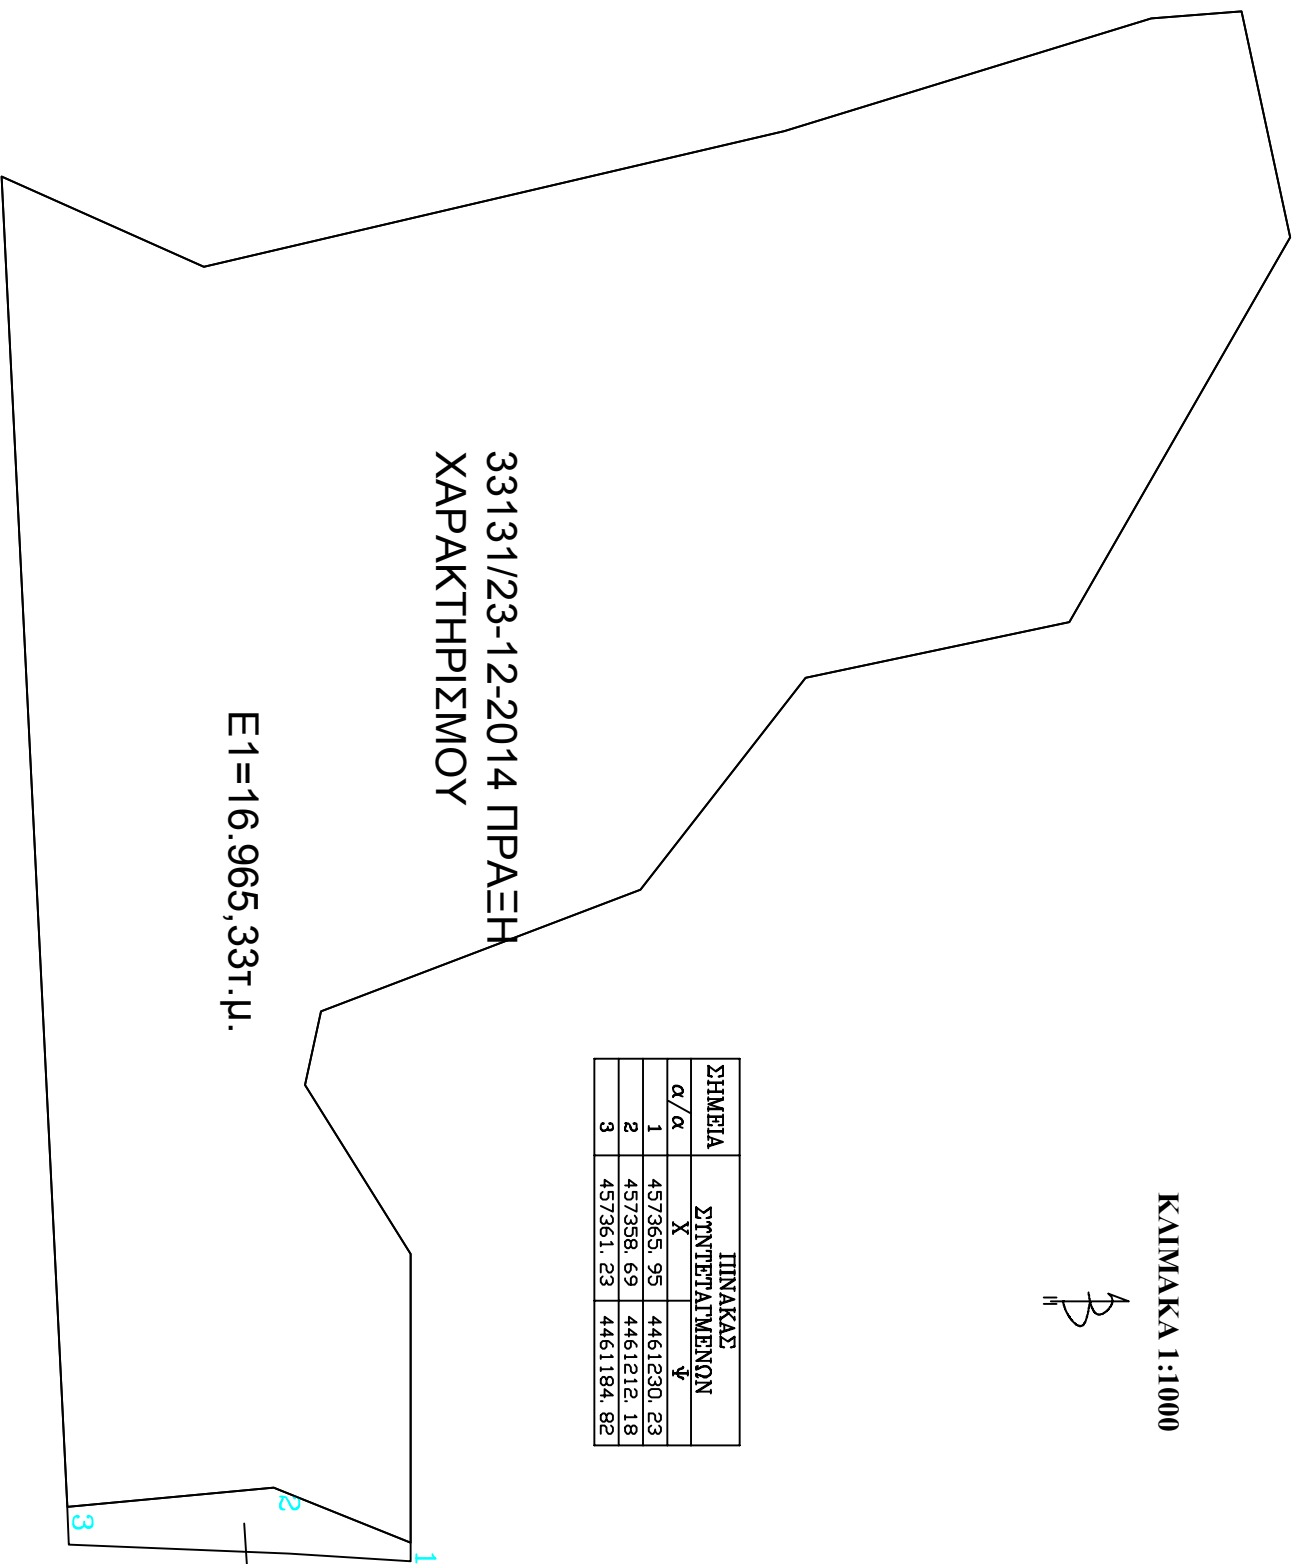 ΚΛΙΜΑΚΑ 1:1000
Β
ΠΙΝΑΚΑΣ
ΣΗΜΕΙΑ ΣΥΝΤΕΤΑΓΜΕΝΩΝ
α/α Χ Ψ
1 457365.95 4461230.23
2 457358.69 4461212.18
3 457361.23 4461184.82
33131/23-12-2014 ΠΡΑΞΗ
ΧΑΡΑΚΤΗΡΙΣΜΟΥ
Ε1=16.965,33τ.μ.
1
2
3